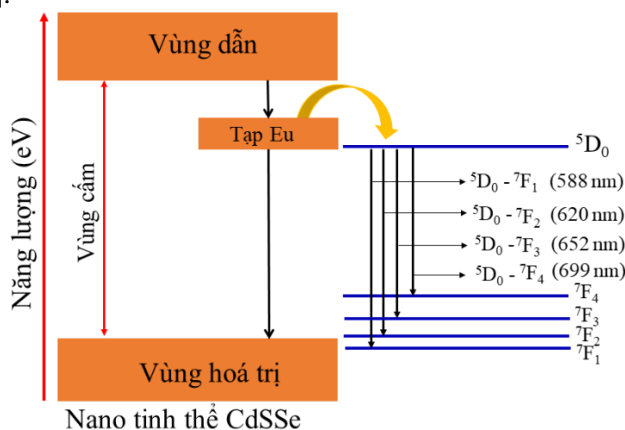 Năng lượng (eV)
Vùng dẫn
Vùng cấm
Tạp Eu
Vùng hoá trị
Nano tinh thể CdSSe
⁵D₀
⁵D₀ - ⁷F₁ (588 nm)
⁵D₀ - ⁷F₂ (620 nm)
⁵D₀ - ⁷F₃ (652 nm)
⁵D₀ - ⁷F₄ (699 nm)
⁷F₄
⁷F₃
⁷F₂
⁷F₁